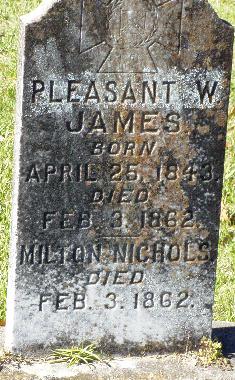 PLEASANT W
JAMES
BORN
APRIL 25, 1843.
DIED
FEB. 3, 1862.
MILTON NICHOLS.
DIED
FEB. 3. 1862.